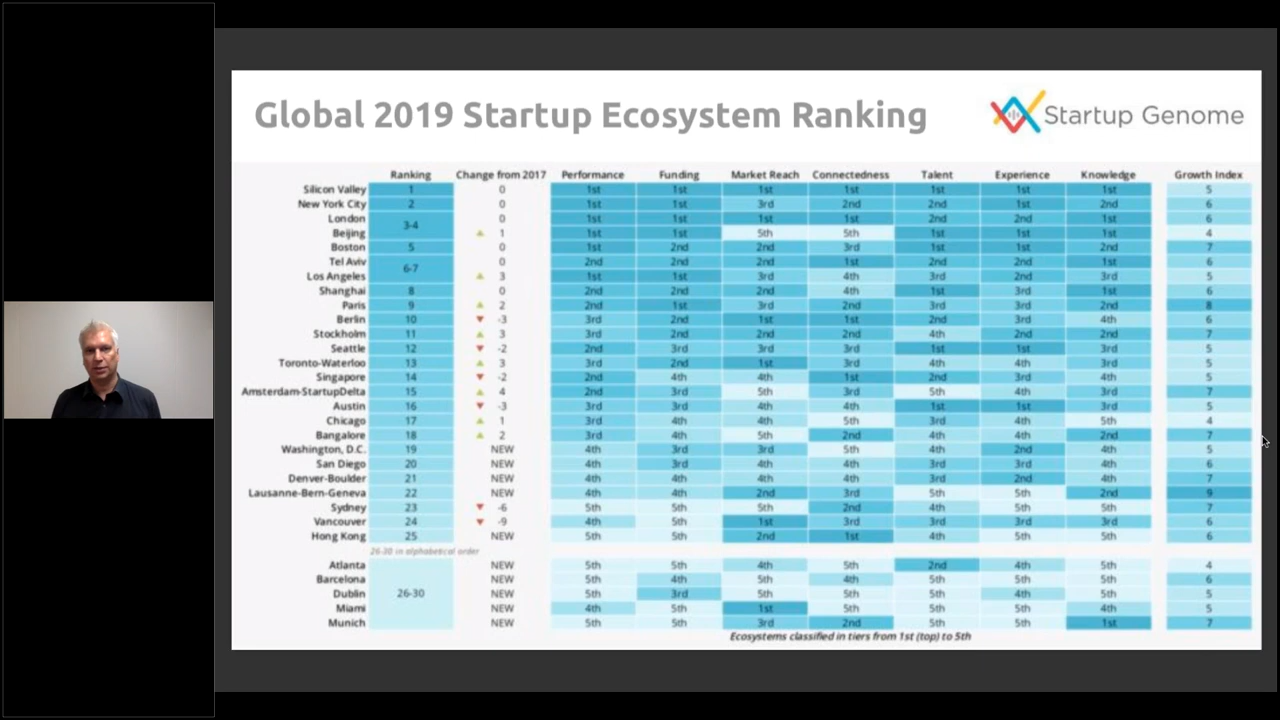 Global 2019 Startup Ecosystem Ranking
Startup Genome
Ranking Change from 2017 Performance Funding Market Reach Connectedness Talent Experience Knowledge Growth Index
Silicon Valley 1 0 1st 1st 1st 1st 1st 1st 1st 5
New York City 2 0 1st 1st 3rd 2nd 2nd 1st 2nd 6
London 3-4 0 1st 1st 1st 1st 2nd 2nd 1st 6
Beijing 1 1st 1st 5th 5th 1st 1st 1st 4
Boston 5 0 1st 2nd 2nd 3rd 1st 1st 2nd 7
Tel Aviv 6-7 0 2nd 2nd 2nd 1st 2nd 2nd 1st 6
Los Angeles 3 1st 1st 3rd 4th 3rd 2nd 3rd 5
Shanghai 8 0 2nd 2nd 2nd 4th 1st 3rd 1st 6
Paris 9 2 2nd 1st 3rd 2nd 3rd 3rd 2nd 8
Berlin 10 -3 3rd 2nd 1st 1st 2nd 3rd 4th 6
Stockholm 11 3 3rd 2nd 2nd 2nd 4th 2nd 2nd 7
Seattle 12 -2 2nd 3rd 3rd 3rd 1st 1st 3rd 5
Toronto-Waterloo 13 3 3rd 2nd 1st 3rd 4th 4th 3rd 5
Singapore 14 -2 2nd 4th 4th 1st 2nd 3rd 4th 5
Amsterdam-StartupDelta 15 4 2nd 3rd 5th 3rd 5th 4th 3rd 7
Austin 16 -3 3rd 3rd 4th 4th 1st 1st 3rd 5
Chicago 17 1 3rd 4th 4th 5th 3rd 4th 5th 4
Bangalore 18 2 3rd 4th 5th 2nd 4th 4th 2nd 7
Washington, D.C. 19 NEW 4th 3rd 3rd 5th 4th 2nd 4th 5
San Diego 20 NEW 4th 3rd 4th 4th 3rd 3rd 4th 6
Denver-Boulder 21 NEW 4th 4th 4th 4th 3rd 2nd 4th 7
Lausanne-Bern-Geneva 22 NEW 4th 4th 2nd 3rd 5th 5th 2nd 9
Sydney 23 -6 5th 5th 5th 2nd 4th 5th 5th 7
Vancouver 24 -9 4th 5th 1st 3rd 3rd 3rd 3rd 6
Hong Kong 25 NEW 5th 5th 2nd 1st 4th 5th 5th 6
26-30 in alphabetical order
Atlanta NEW 5th 5th 4th 5th 2nd 4th 5th 4
Barcelona NEW 5th 4th 5th 4th 5th 5th 5th 6
Dublin 26-30 NEW 5th 3rd 5th 5th 5th 4th 5th 5
Miami NEW 4th 5th 1st 5th 5th 5th 4th 5
Munich NEW 5th 5th 3rd 2nd 5th 5th 1st 7
Ecosystems classified in tiers from 1st (top) to 5th